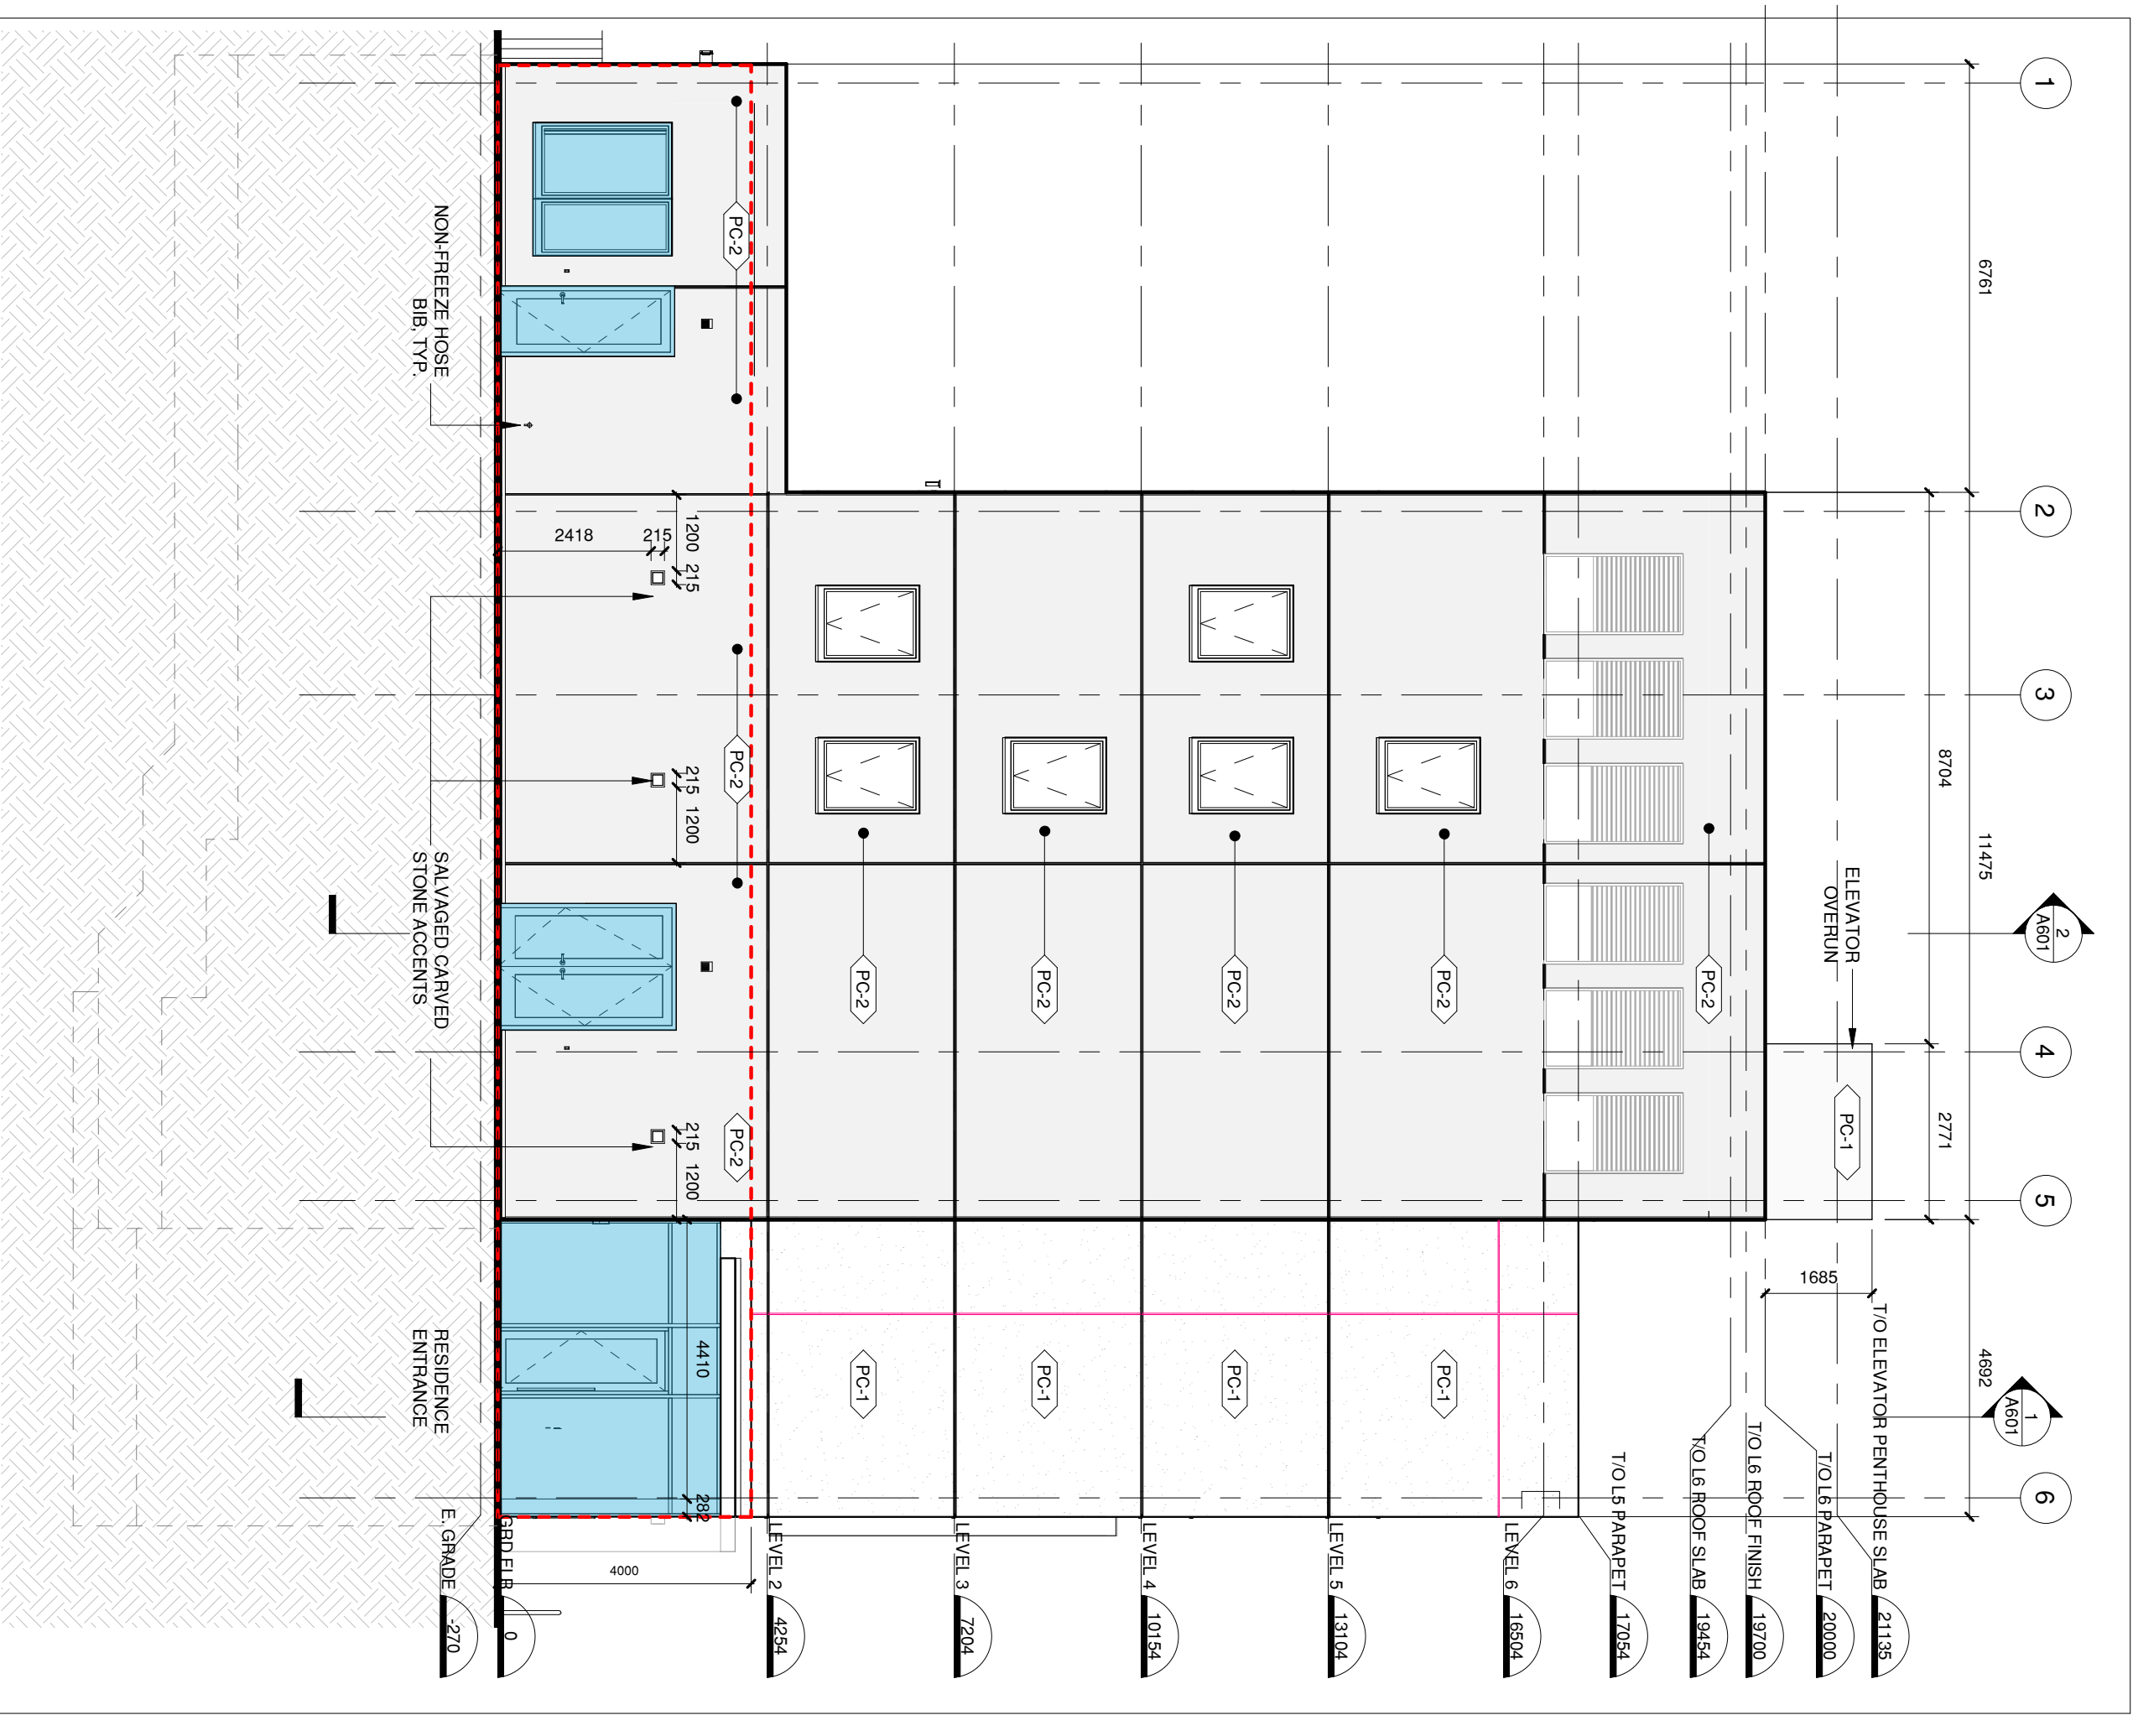 1
2
3
4
5
6
6761
11475
4692
8704
2771
2
A601
1
A601
ELEVATOR
OVERUN
PC-1
1685
T/O ELEVATOR PENTHOUSE SLAB
21135
T/O L6 PARAPET
20000
T/O L6 ROOF FINISH
19700
T/O L6 ROOF SLAB
19454
T/O L5 PARAPET
17054
LEVEL 6
16504
LEVEL 5
13104
LEVEL 4
10154
LEVEL 3
7204
LEVEL 2
4254
GRD FLR
0
E. GRADE
-270
PC-2
PC-2
PC-1
PC-2
PC-1
PC-2
PC-1
PC-2
PC-1
PC-2
PC-2
PC-2
1200
215
215
1200
215
1200
4410
282
215
2418
4000
NON-FREEZE HOSE
BIB, TYP.
SALVAGED CARVED
STONE ACCENTS
RESIDENCE
ENTRANCE